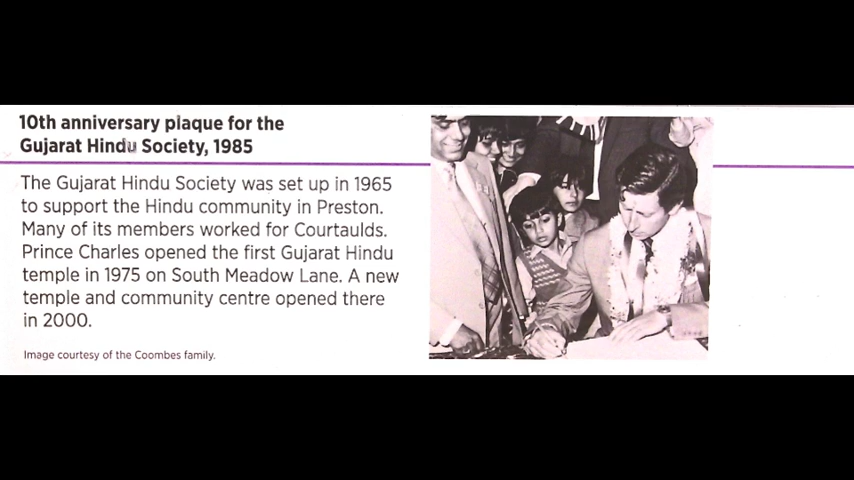 10th anniversary plaque for the
Gujarat Hindu Society, 1985
The Gujarat Hindu Society was set up in 1965
to support the Hindu community in Preston.
Many of its members worked for Courtaulds.
Prince Charles opened the first Gujarat Hindu
temple in 1975 on South Meadow Lane. A new
temple and community centre opened there
in 2000.
Image courtesy of the Coombes family.